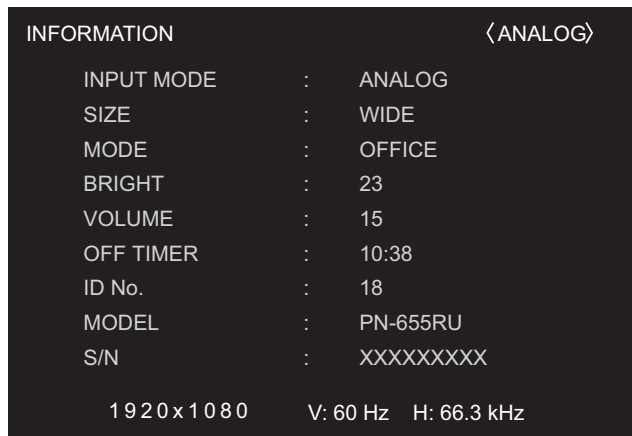 INFORMATION 〈ANALOG〉
INPUT MODE : ANALOG
SIZE : WIDE
MODE : OFFICE
BRIGHT : 23
VOLUME : 15
OFF TIMER : 10:38
ID No. : 18
MODEL : PN-655RU
S/N : XXXXXXXXX
1920x1080 V: 60 Hz H: 66.3 kHz